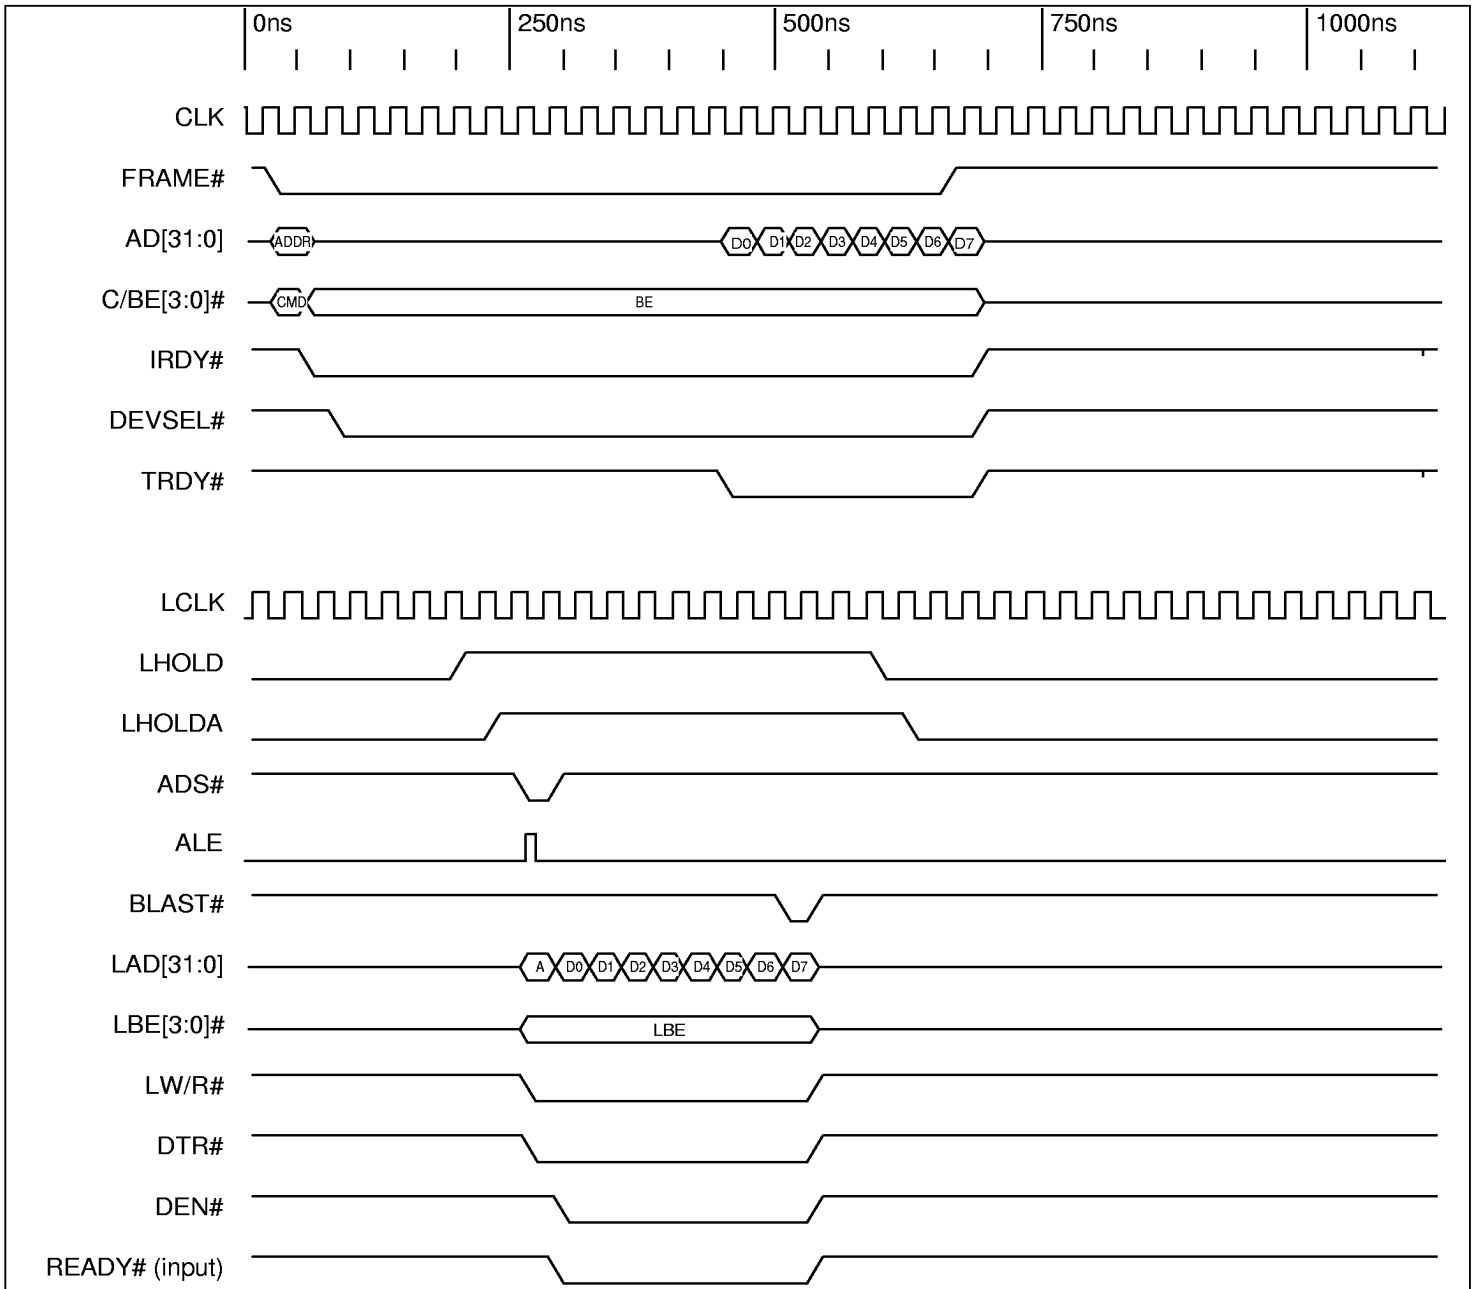 0ns 250ns 500ns 750ns 1000ns
CLK
FRAME#
AD[31:0] ADDR D0 D1 D2 D3 D4 D5 D6 D7
C/BE[3:0]# CMD BE
IRDY#
DEVSEL#
TRDY#
LCLK
LHOLD
LHOLDA
ADS#
ALE
BLAST#
LAD[31:0] A D0 D1 D2 D3 D4 D5 D6 D7
LBE[3:0]# LBE
LW/R#
DTR#
DEN#
READY# (input)